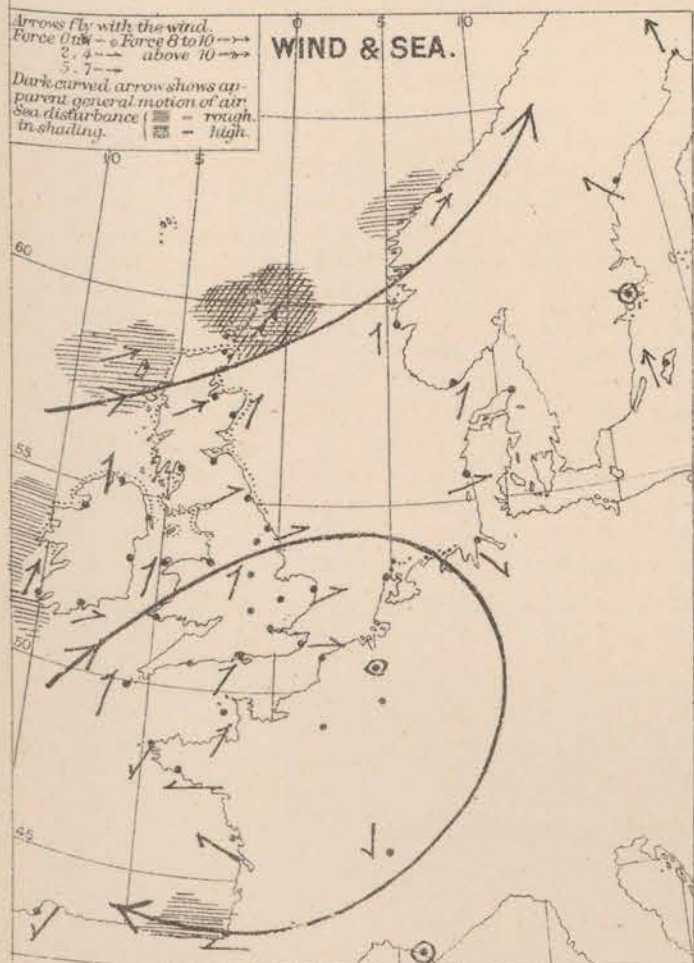 Arrows fly with the wind.
Force 0 Force 8 to 10
2, 4 above 10
5, 7
Dark curved arrow shows ap-
parent general motion of air.
Sea disturbance { = rough.
in shading. { = high.
WIND & SEA.
10
5
0
5
10
60
55
50
45